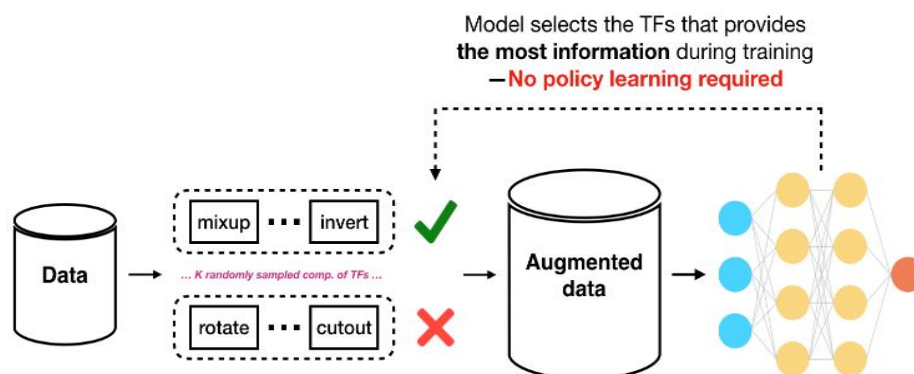 Model selects the TFs that provides
the most information during training
—No policy learning required
Data
mixup ... invert
... K randomly sampled comp. of TFs ...
rotate ... cutout
Augmented
data